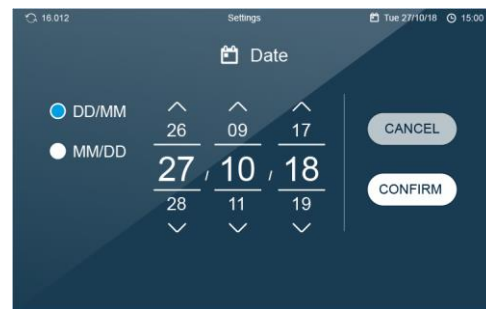 16.012 Settings Tue 27/10/18 15:00
Date
DD/MM
MM/DD
26 09 17
27 / 10 / 18
28 11 19
CANCEL
CONFIRM